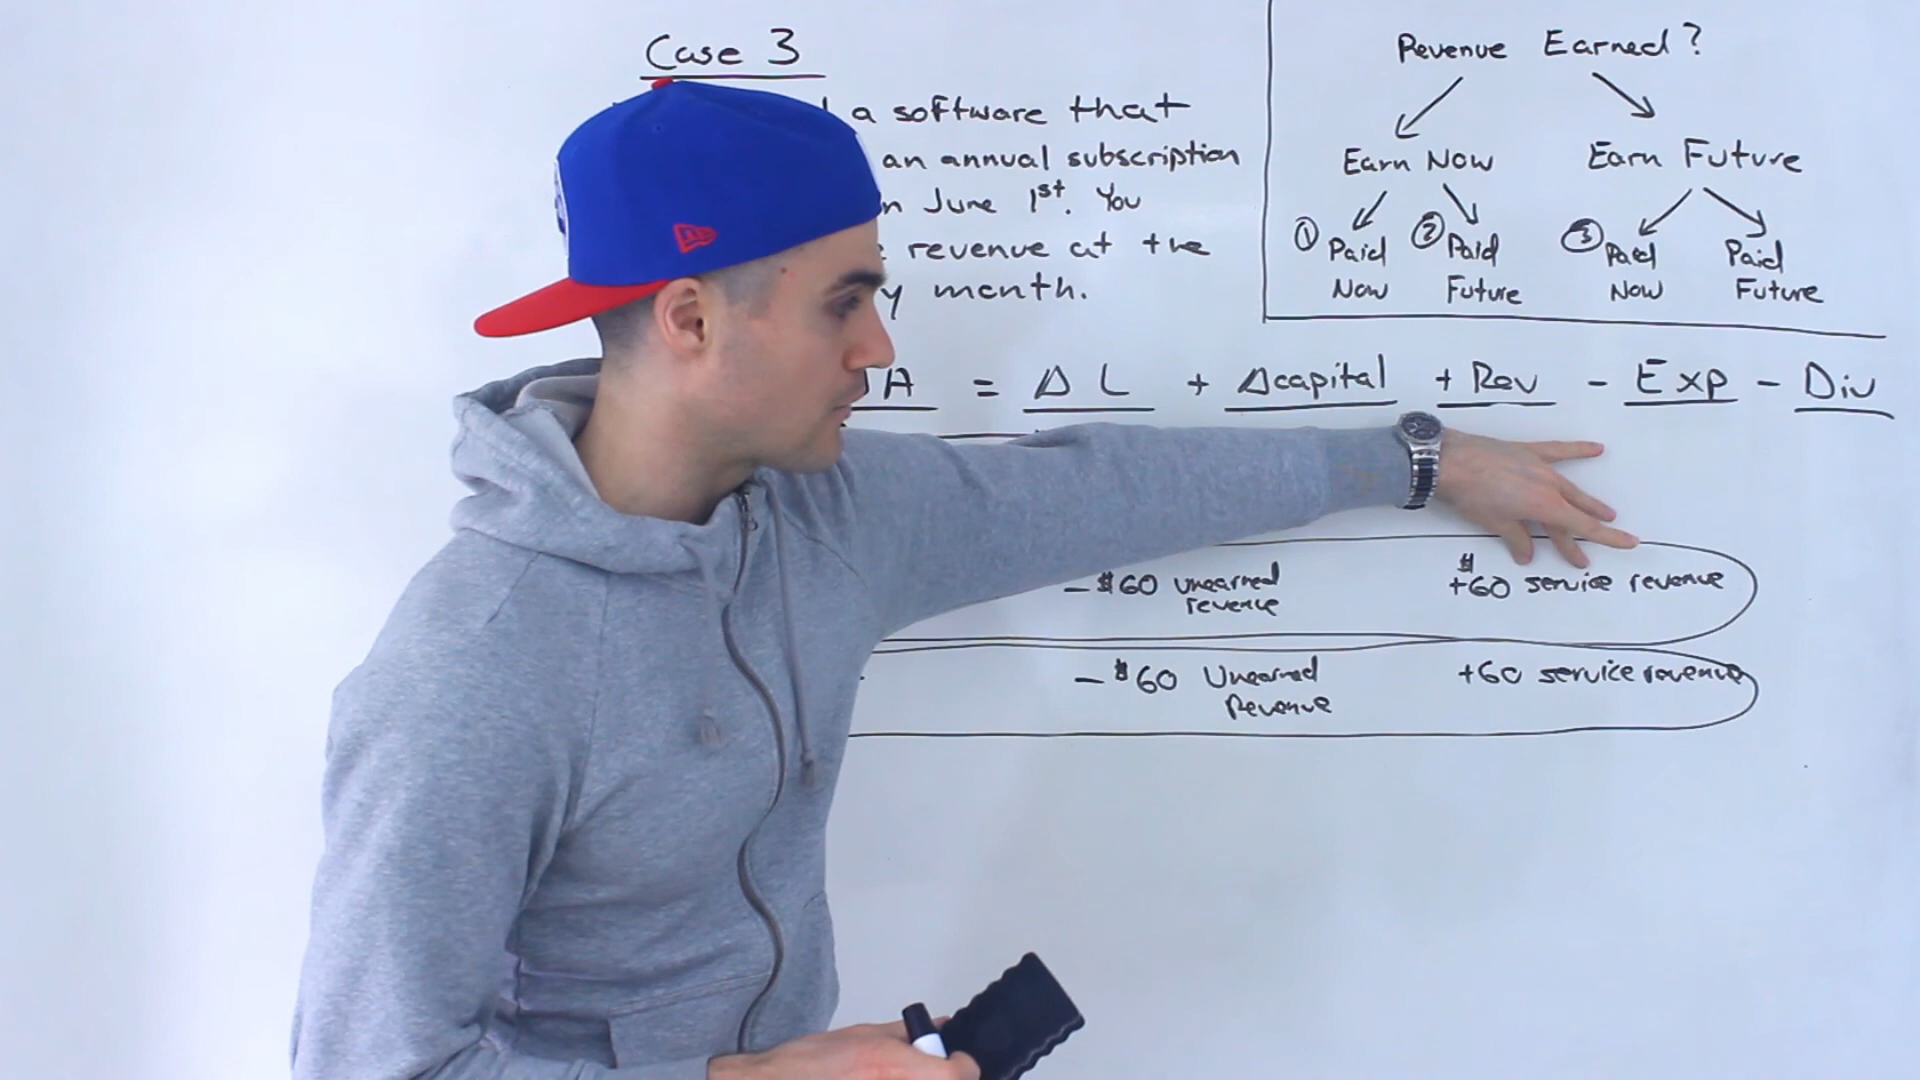 Case 3
a software that
an annual subscription
June 1st. You
revenue at the
month.
Revenue Earned?
Earn Now Earn Future
① Paid Now ② Paid Future ③ Paid Now Paid Future
A = Δ L + Δcapital + Rev - Exp - Div
- $60 unearned revenue +$60 service revenue
- $60 Unearned Revenue +60 service revenue